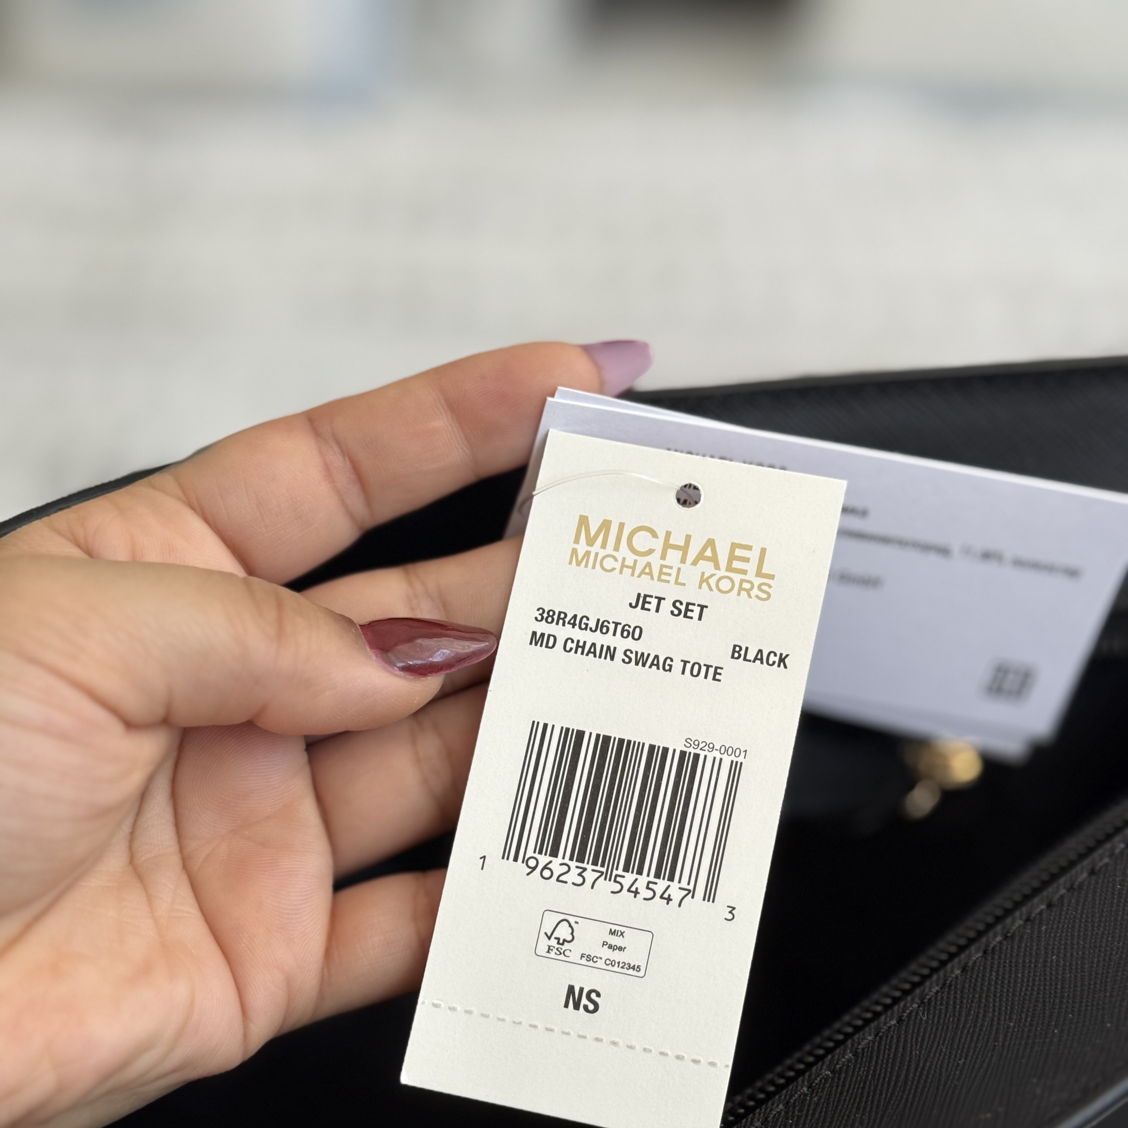 MICHAEL
MICHAEL KORS
JET SET
38R4GJ6T6O
BLACK
MD CHAIN SWAG TOTE
S929-0001
1 96237 54547 3
FSC
MIX
Paper
FSC™ C012345
NS